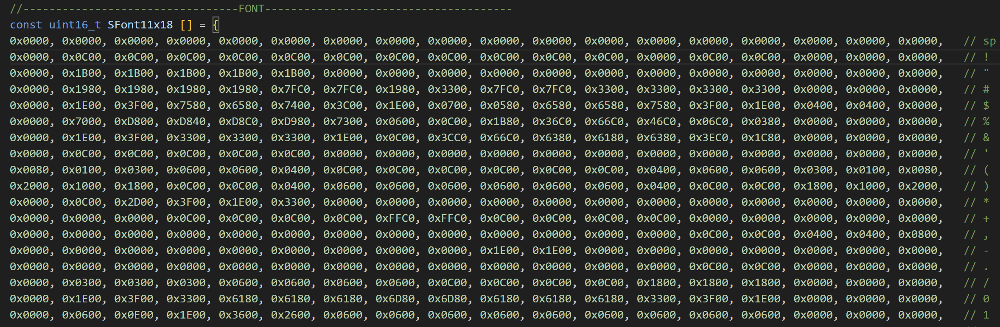 //---------------------------------FONT--------------------------------------
const uint16_t SFont11x18 [] = {
0x0000, 0x0000, 0x0000, 0x0000, 0x0000, 0x0000, 0x0000, 0x0000, 0x0000, 0x0000, 0x0000, 0x0000, 0x0000, 0x0000, 0x0000, 0x0000, 0x0000, 0x0000,   // sp
0x0000, 0x0C00, 0x0C00, 0x0C00, 0x0C00, 0x0C00, 0x0C00, 0x0C00, 0x0C00, 0x0C00, 0x0C00, 0x0C00, 0x0000, 0x0C00, 0x0C00, 0x0000, 0x0000, 0x0000,   // !
0x0000, 0x1B00, 0x1B00, 0x1B00, 0x1B00, 0x1B00, 0x0000, 0x0000, 0x0000, 0x0000, 0x0000, 0x0000, 0x0000, 0x0000, 0x0000, 0x0000, 0x0000, 0x0000,   // "
0x0000, 0x1980, 0x1980, 0x1980, 0x1980, 0x7FC0, 0x7FC0, 0x1980, 0x3300, 0x7FC0, 0x7FC0, 0x3300, 0x3300, 0x3300, 0x3300, 0x0000, 0x0000, 0x0000,   // #
0x0000, 0x1E00, 0x3F00, 0x7580, 0x6580, 0x7400, 0x3C00, 0x1E00, 0x0700, 0x0580, 0x6580, 0x6580, 0x7580, 0x3F00, 0x1E00, 0x0400, 0x0400, 0x0000,   // $
0x0000, 0x7000, 0xD800, 0xD840, 0xD8C0, 0xD980, 0x7300, 0x0600, 0x0C00, 0x1B80, 0x36C0, 0x66C0, 0x46C0, 0x06C0, 0x0380, 0x0000, 0x0000, 0x0000,   // %
0x0000, 0x1E00, 0x3F00, 0x3300, 0x3300, 0x3300, 0x1E00, 0x0C00, 0x3CC0, 0x66C0, 0x6380, 0x6180, 0x6380, 0x3EC0, 0x1C80, 0x0000, 0x0000, 0x0000,   // &
0x0000, 0x0C00, 0x0C00, 0x0C00, 0x0C00, 0x0C00, 0x0000, 0x0000, 0x0000, 0x0000, 0x0000, 0x0000, 0x0000, 0x0000, 0x0000, 0x0000, 0x0000, 0x0000,   // '
0x0080, 0x0100, 0x0300, 0x0600, 0x0600, 0x0400, 0x0C00, 0x0C00, 0x0C00, 0x0C00, 0x0C00, 0x0C00, 0x0400, 0x0600, 0x0600, 0x0300, 0x0100, 0x0080,   // (
0x2000, 0x1000, 0x1800, 0x0C00, 0x0C00, 0x0400, 0x0600, 0x0600, 0x0600, 0x0600, 0x0600, 0x0600, 0x0400, 0x0C00, 0x0C00, 0x1800, 0x1000, 0x2000,   // )
0x0000, 0x0C00, 0x2D00, 0x3F00, 0x1E00, 0x3300, 0x0000, 0x0000, 0x0000, 0x0000, 0x0000, 0x0000, 0x0000, 0x0000, 0x0000, 0x0000, 0x0000, 0x0000,   // *
0x0000, 0x0000, 0x0000, 0x0C00, 0x0C00, 0x0C00, 0x0C00, 0xFFC0, 0xFFC0, 0x0C00, 0x0C00, 0x0C00, 0x0C00, 0x0000, 0x0000, 0x0000, 0x0000, 0x0000,   // +
0x0000, 0x0000, 0x0000, 0x0000, 0x0000, 0x0000, 0x0000, 0x0000, 0x0000, 0x0000, 0x0000, 0x0000, 0x0000, 0x0C00, 0x0C00, 0x0400, 0x0400, 0x0800,   // ,
0x0000, 0x0000, 0x0000, 0x0000, 0x0000, 0x0000, 0x0000, 0x0000, 0x0000, 0x1E00, 0x1E00, 0x0000, 0x0000, 0x0000, 0x0000, 0x0000, 0x0000, 0x0000,   // -
0x0000, 0x0000, 0x0000, 0x0000, 0x0000, 0x0000, 0x0000, 0x0000, 0x0000, 0x0000, 0x0000, 0x0000, 0x0000, 0x0C00, 0x0C00, 0x0000, 0x0000, 0x0000,   // .
0x0000, 0x0300, 0x0300, 0x0300, 0x0600, 0x0600, 0x0600, 0x0600, 0x0C00, 0x0C00, 0x0C00, 0x0C00, 0x1800, 0x1800, 0x1800, 0x0000, 0x0000, 0x0000,   // /
0x0000, 0x1E00, 0x3F00, 0x3300, 0x6180, 0x6180, 0x6180, 0x6D80, 0x6D80, 0x6180, 0x6180, 0x6180, 0x3300, 0x3F00, 0x1E00, 0x0000, 0x0000, 0x0000,   // 0
0x0000, 0x0600, 0x0E00, 0x1E00, 0x3600, 0x2600, 0x0600, 0x0600, 0x0600, 0x0600, 0x0600, 0x0600, 0x0600, 0x0600, 0x0600, 0x0000, 0x0000, 0x0000,   // 1